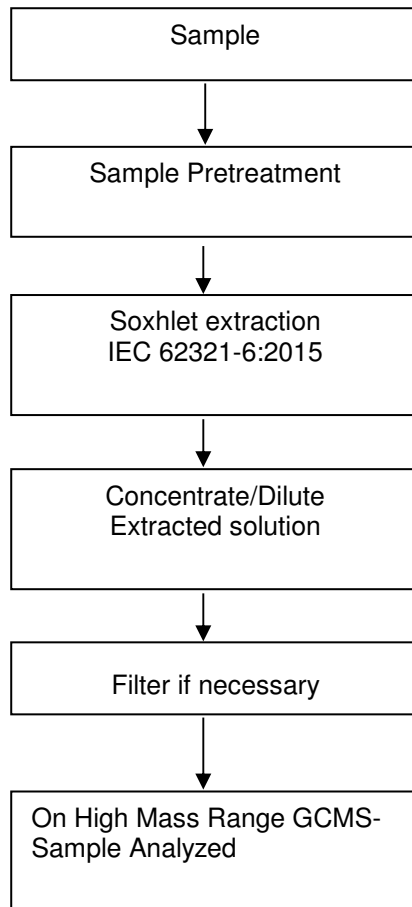 Sample
Sample Pretreatment
Soxhlet extraction
IEC 62321-6:2015
Concentrate/Dilute
Extracted solution
Filter if necessary
On High Mass Range GCMS-
Sample Analyzed